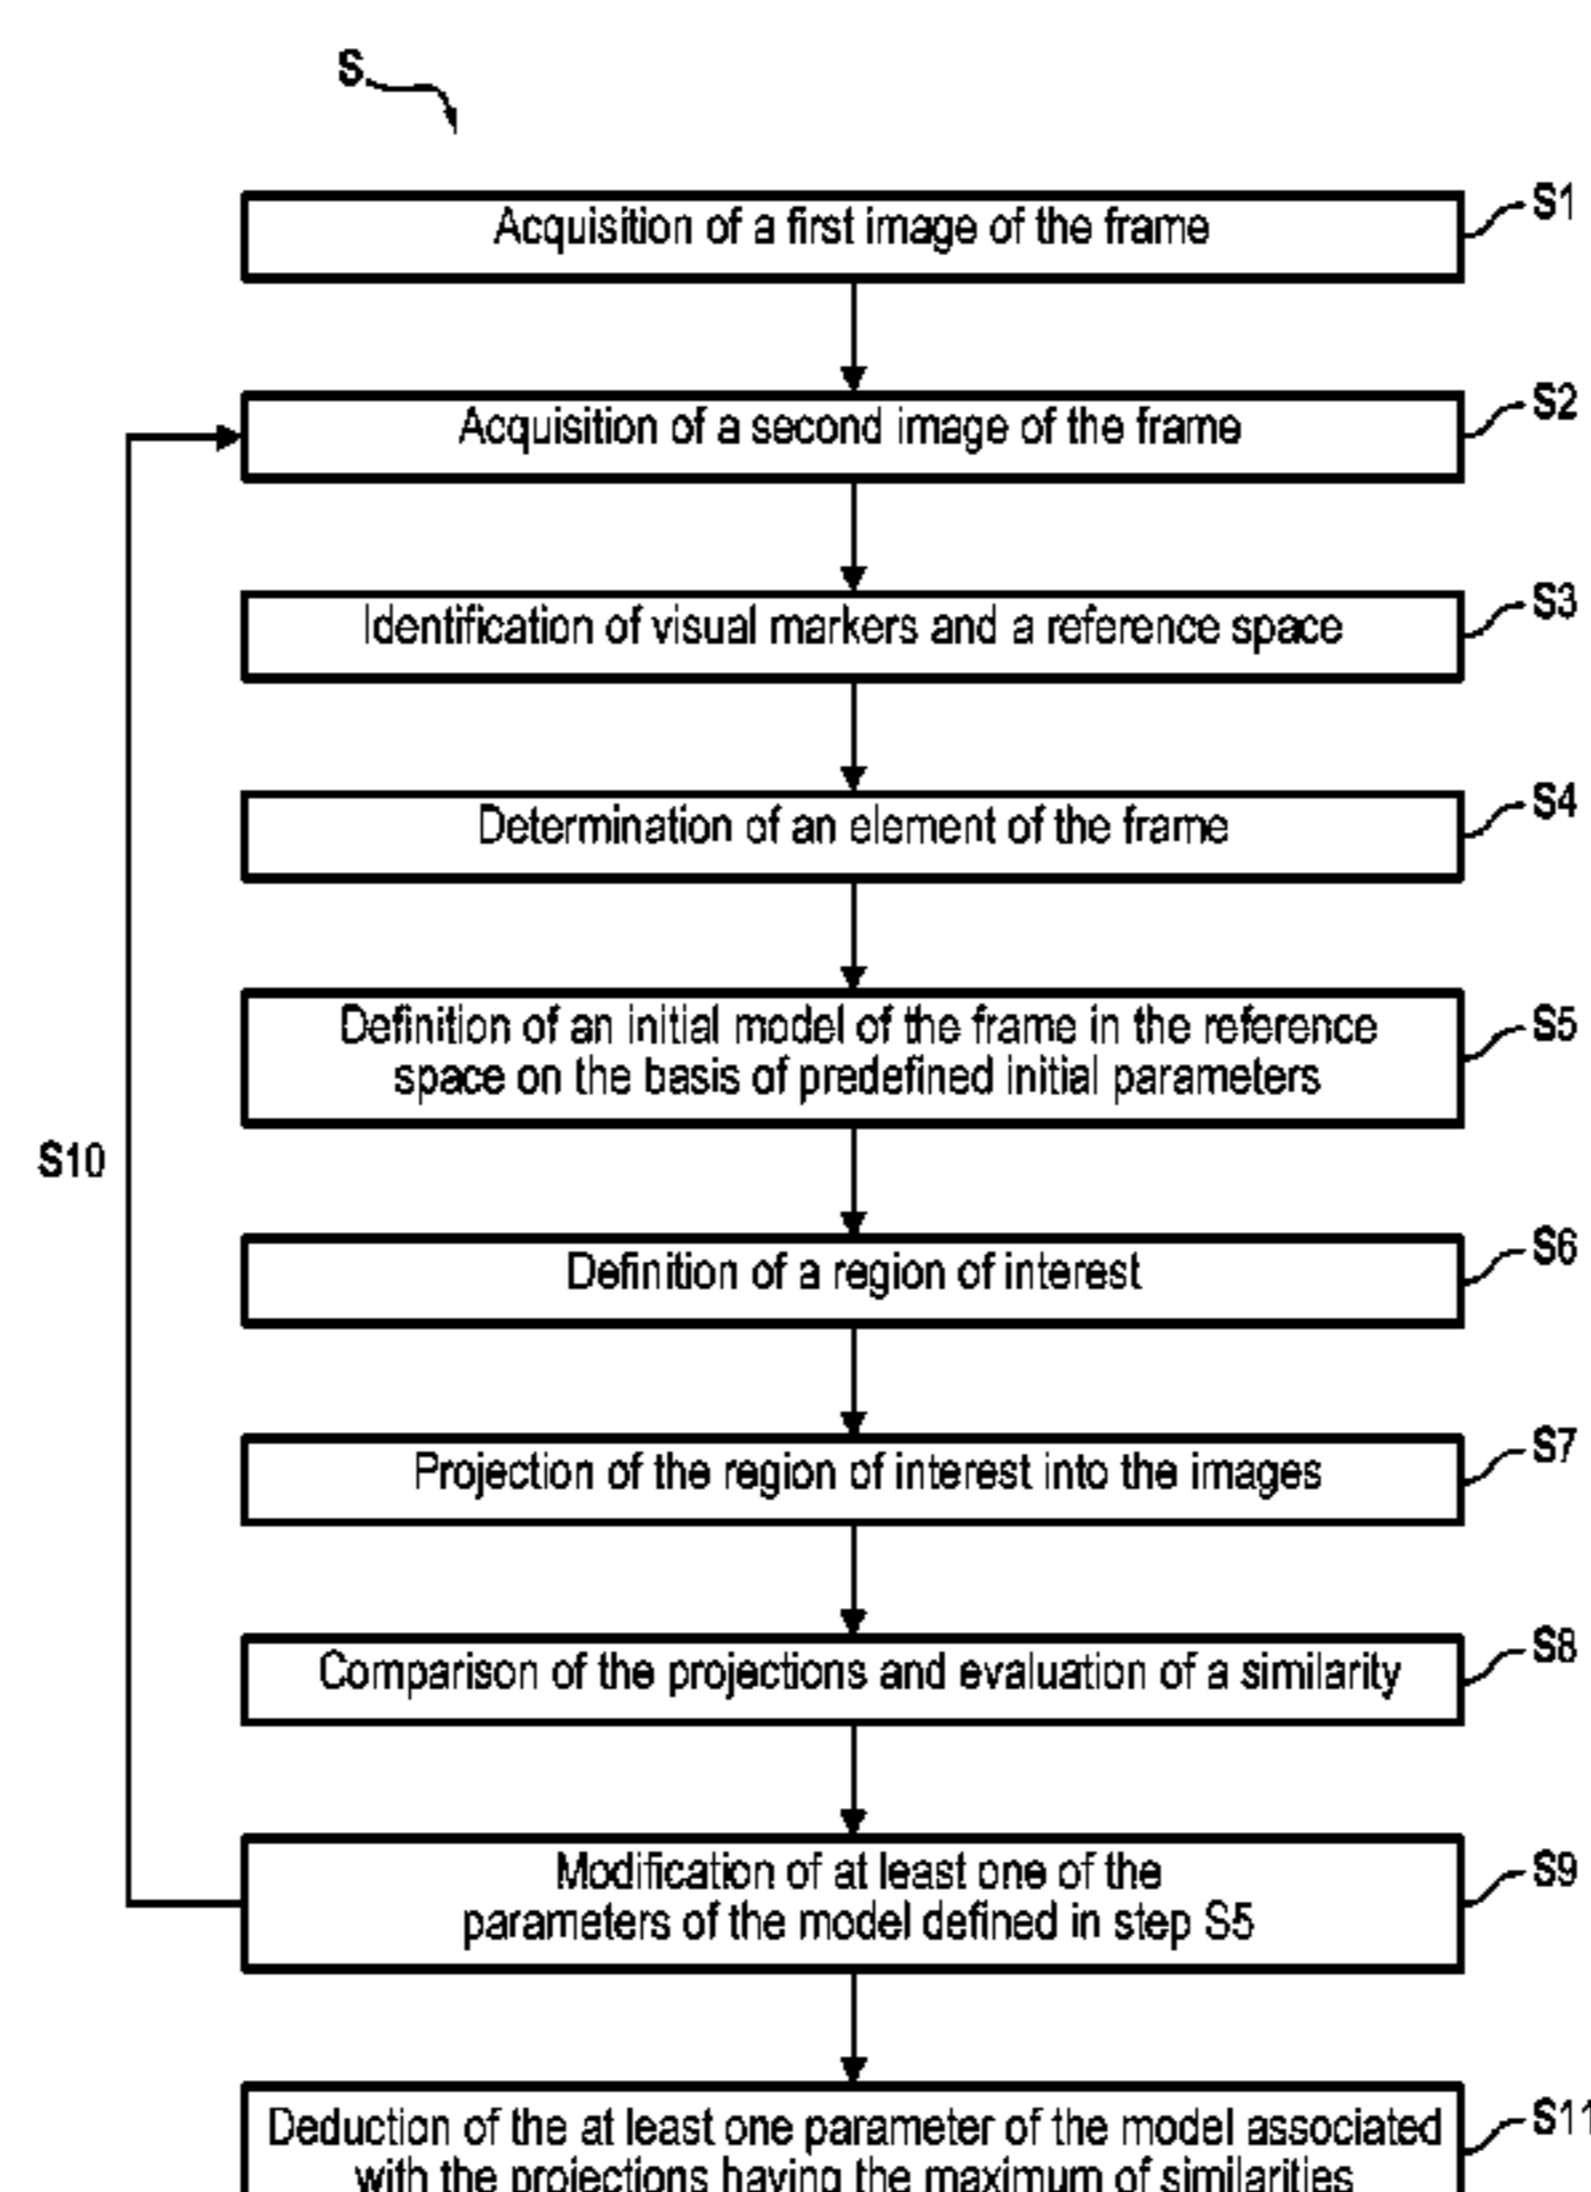 S
Acquisition of a first image of the frame
S1
Acquisition of a second image of the frame
S2
Identification of visual markers and a reference space
S3
Determination of an element of the frame
S4
Definition of an initial model of the frame in the reference
space on the basis of predefined initial parameters
S5
S10
Definition of a region of interest
S6
Projection of the region of interest into the images
S7
Comparison of the projections and evaluation of a similarity
S8
Modification of at least one of the
parameters of the model defined in step S5
S9
Deduction of the at least one parameter of the model associated
with the projections having the maximum of similarities
S11